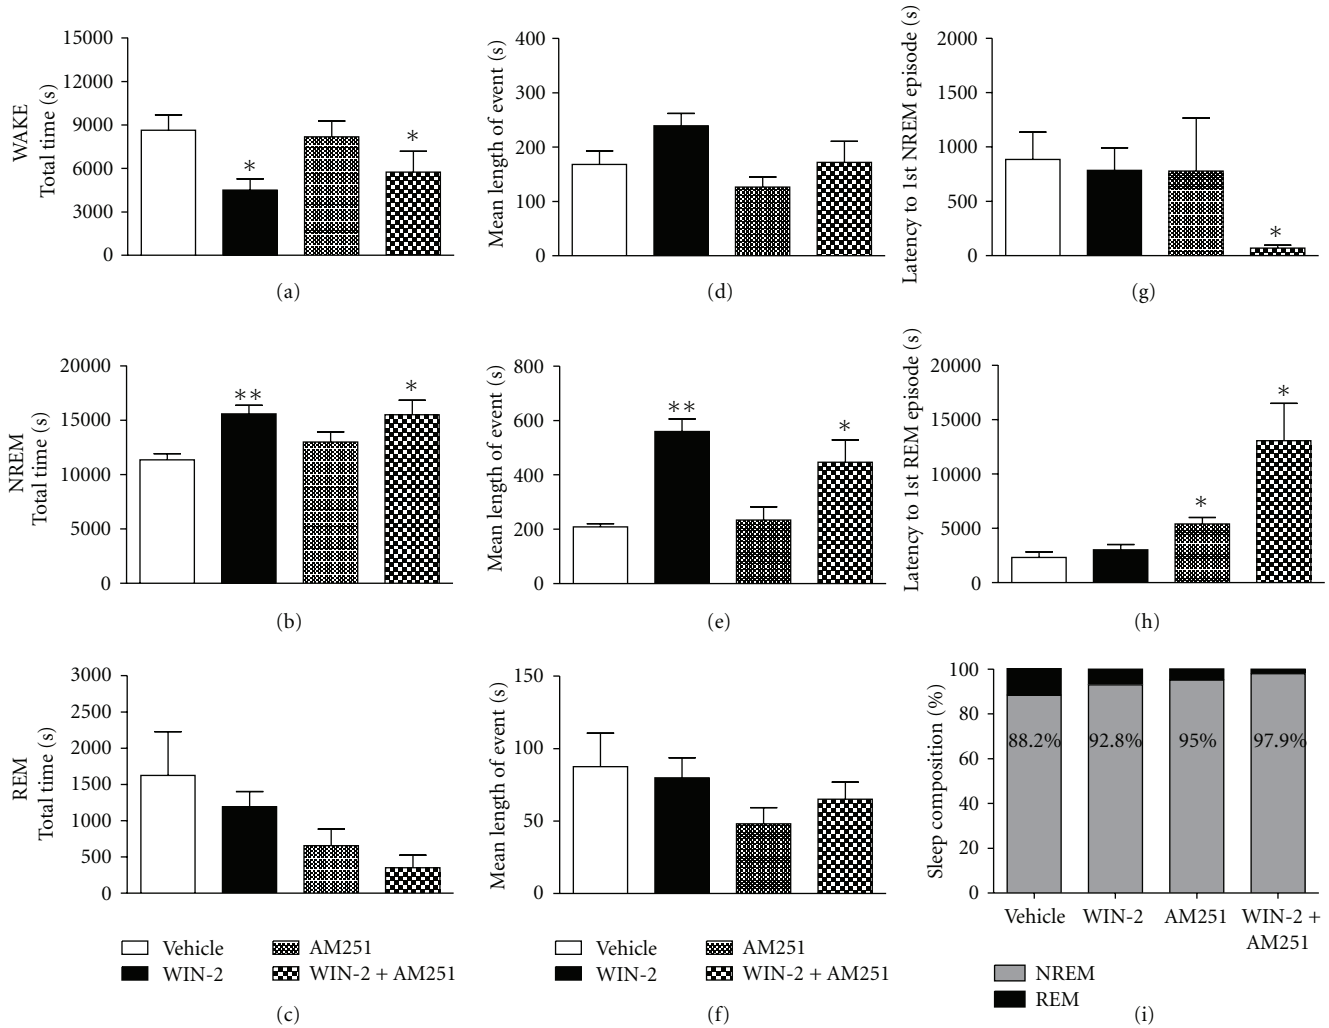 WAKE
Total time (s)
15000
12000
9000
6000
3000
0
*
*
(a)
Mean length of event (s)
400
300
200
100
0
(d)
Latency to 1st NREM episode (s)
2000
1500
1000
500
0
*
(g)
NREM
Total time (s)
20000
15000
10000
5000
0
**
*
(b)
Mean length of event (s)
800
600
400
200
0
**
*
(e)
Latency to 1st REM episode (s)
20000
15000
10000
5000
0
*
*
(h)
REM
Total time (s)
3000
2500
2000
1500
1000
500
0
Vehicle
WIN-2
AM251
WIN-2 + AM251
(c)
Mean length of event (s)
150
100
50
0
Vehicle
WIN-2
AM251
WIN-2 + AM251
(f)
Sleep composition (%)
100
80
60
40
20
0
88.2%
92.8%
95%
97.9%
Vehicle
WIN-2
AM251
WIN-2 +
AM251
NREM
REM
(i)